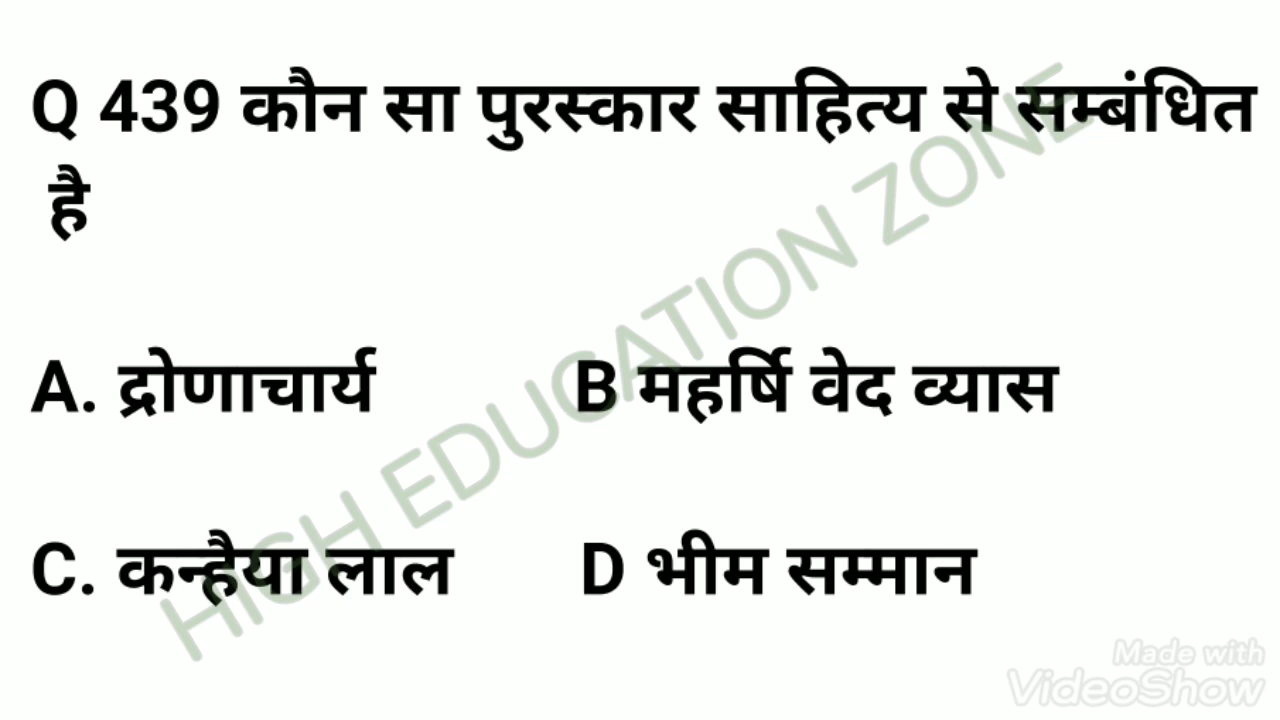 Q 439 कौन सा पुरस्कार साहित्य से सम्बंधित
है
A. द्रोणाचार्य B महर्षि वेद व्यास
C. कन्हैया लाल D भीम सम्मान
HIGH EDUCATION ZONE
Made with
VideoShow